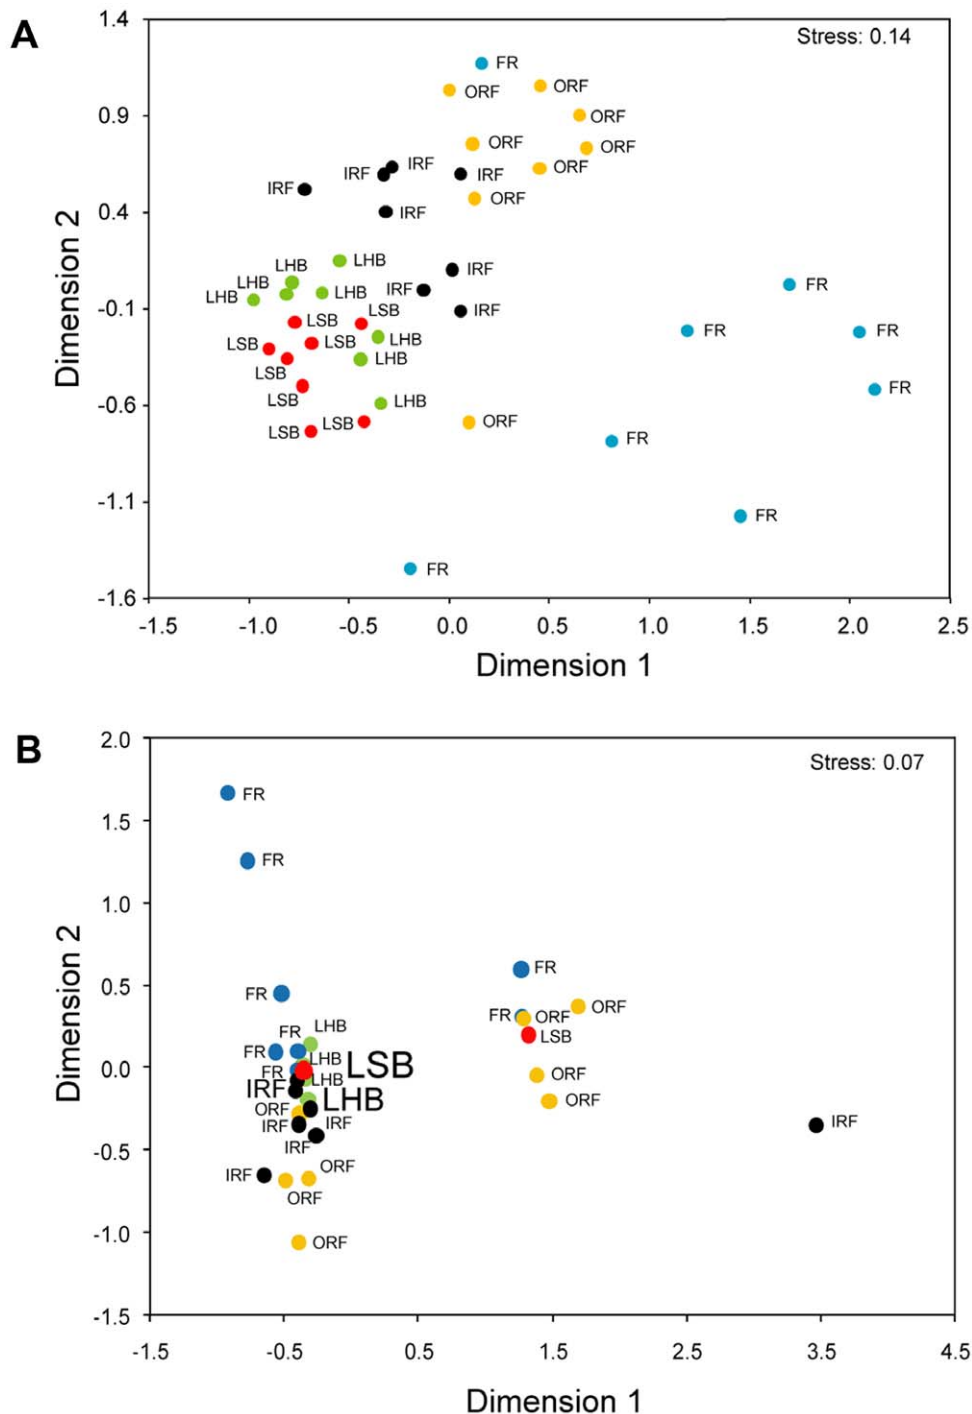 A
1.4
Stress: 0.14
FR
ORF
ORF
0.9
ORF
ORF
ORF
IRF
IRF
ORF
IRF
IRF
ORF
0.4
IRF
LHB
LHB
IRF
LHB
FR
LHB
LHB
IRF
-0.1
LSB
IRF
LSB
FR
FR
LSB
LHB
LSB
LHB
LSB
FR
LSB
LHB
-0.6
LSB
LSB
ORF
FR
-1.1
FR
FR
-1.6
Dimension 2
-1.5
-1.0
-0.5
0.0
0.5
1.0
1.5
2.0
2.5
Dimension 1
B
2.0
Stress: 0.07
FR
1.5
FR
1.0
FR
0.5
FR
ORF
FR
ORF
LHB
FR
LSB
FR
LHB
LSB
0.0
FR
LHB
ORF
IRF
LHB
ORF
ORF
IRF
IRF
IRF
IRF
-0.5
ORF
IRF
ORF
-1.0
ORF
-1.5
Dimension 2
-1.5
-0.5
0.5
1.5
2.5
3.5
4.5
Dimension 1